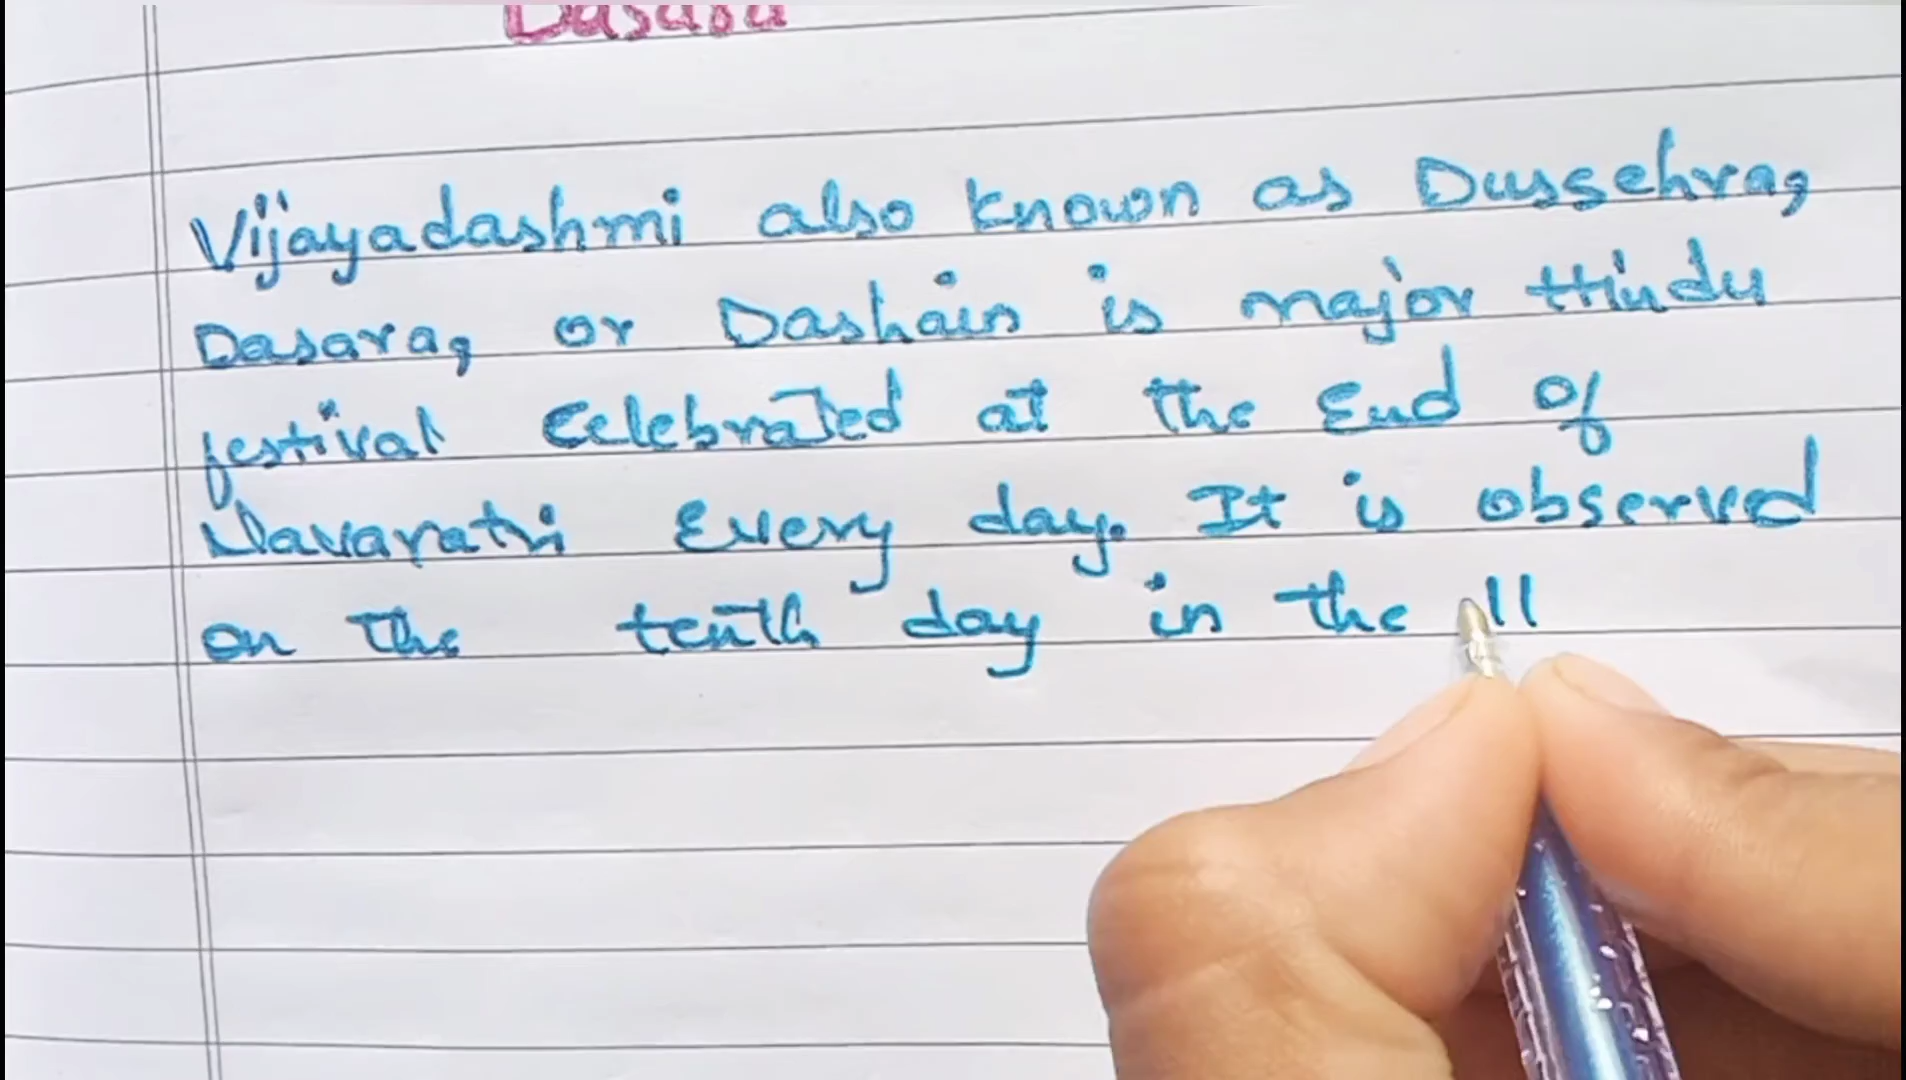 Dasara
Vijayadashmi also known as Dussehra,
Dasara, or Dashain is major Hindu
festival Celebrated at the End of
Navaratri Every day. It is observed
on the tenth day in the